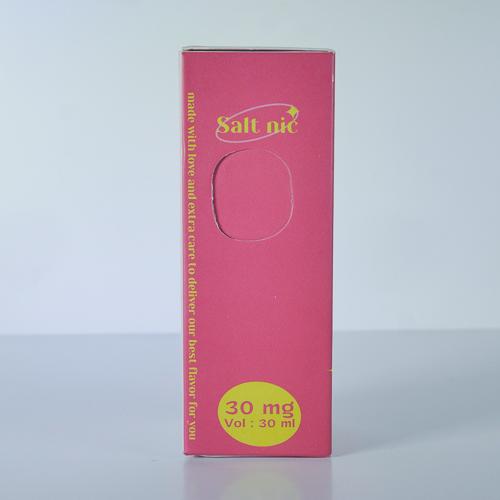 Salt nic
made with love and extra care to deliver our best flavor for you
30 mg
Vol : 30 ml